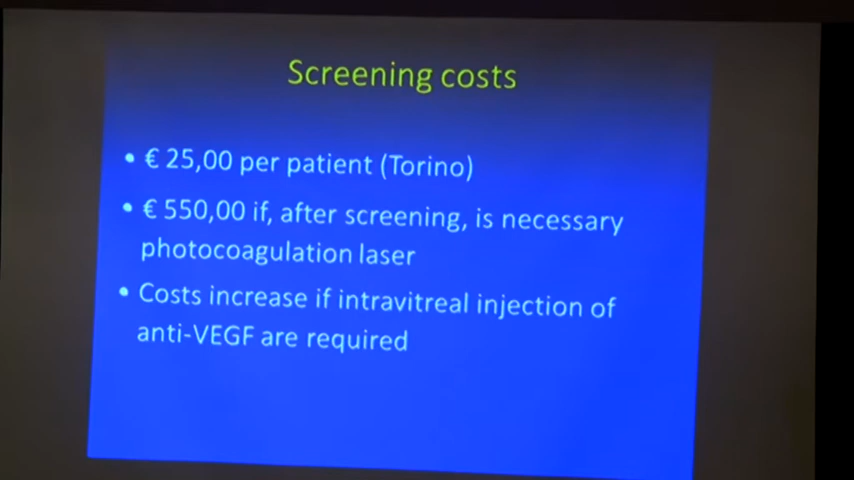 Screening costs
• € 25,00 per patient (Torino)
• € 550,00 if, after screening, is necessary
photocoagulation laser
• Costs increase if intravitreal injection of
anti-VEGF are required